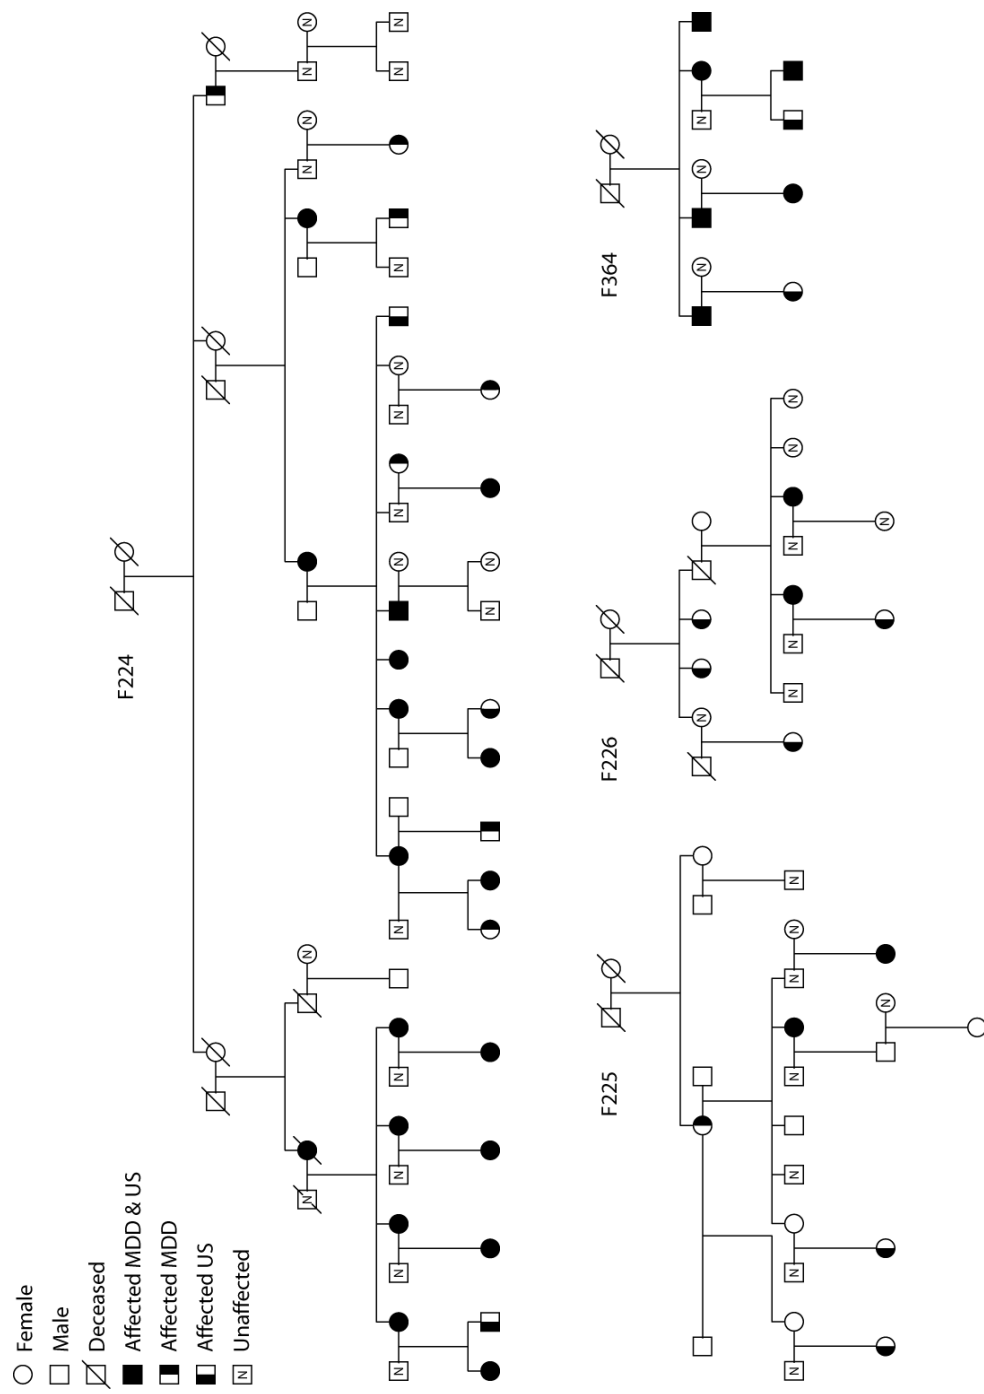 Female
Male
Deceased
F224
Affected MDD & US
Affected MDD
Affected US
Unaffected
N
N N N N N N
N N N N N N N N N N N N
N N
F225 F226 F364
N N N N
N N N N N N N N N N N N
N N